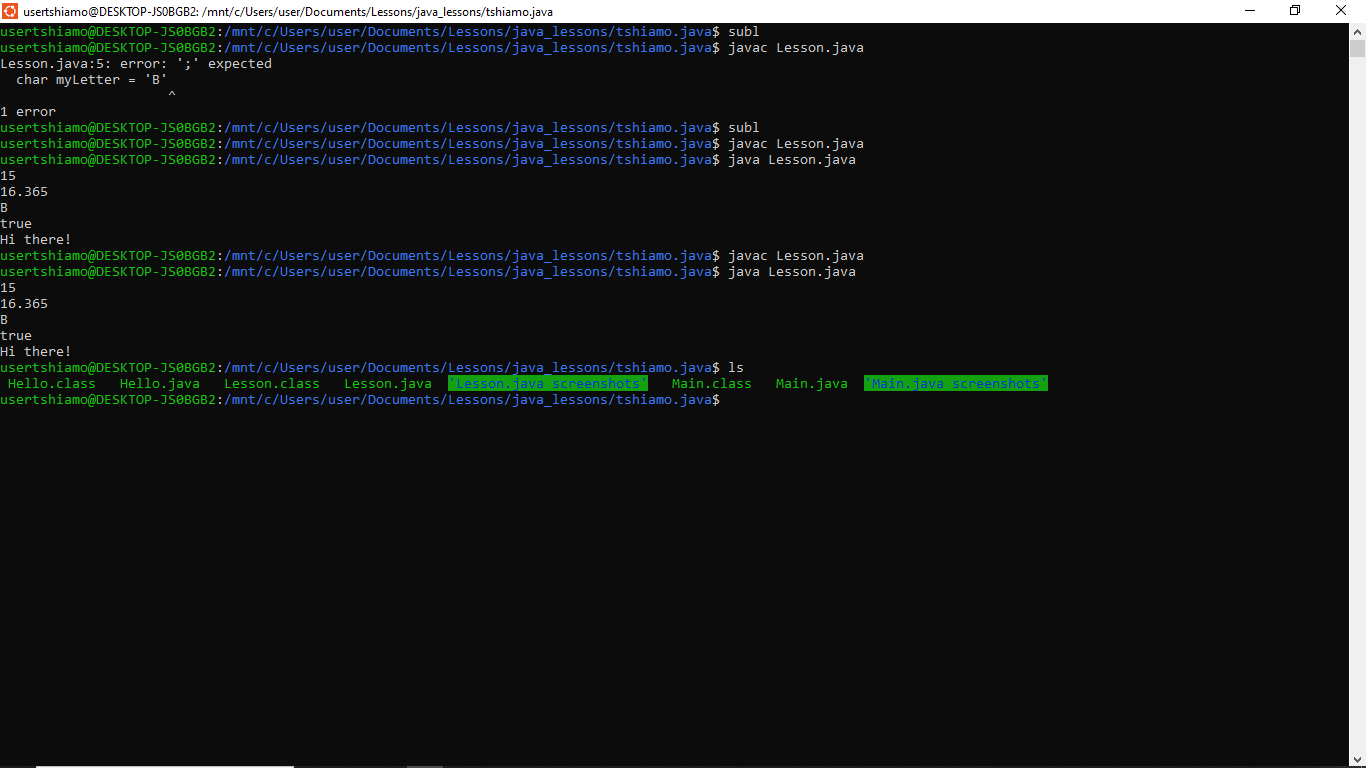 usertshiamo@DESKTOP-JS0BGB2: /mnt/c/Users/user/Documents/Lessons/java_lessons/tshiamo.java
usertshiamo@DESKTOP-JS0BGB2:/mnt/c/Users/user/Documents/Lessons/java_lessons/tshiamo.java$ subl
usertshiamo@DESKTOP-JS0BGB2:/mnt/c/Users/user/Documents/Lessons/java_lessons/tshiamo.java$ javac Lesson.java
Lesson.java:5: error: ';' expected
  char myLetter = 'B'
                     ^
1 error
usertshiamo@DESKTOP-JS0BGB2:/mnt/c/Users/user/Documents/Lessons/java_lessons/tshiamo.java$ subl
usertshiamo@DESKTOP-JS0BGB2:/mnt/c/Users/user/Documents/Lessons/java_lessons/tshiamo.java$ javac Lesson.java
usertshiamo@DESKTOP-JS0BGB2:/mnt/c/Users/user/Documents/Lessons/java_lessons/tshiamo.java$ java Lesson.java
15
16.365
B
true
Hi there!
usertshiamo@DESKTOP-JS0BGB2:/mnt/c/Users/user/Documents/Lessons/java_lessons/tshiamo.java$ javac Lesson.java
usertshiamo@DESKTOP-JS0BGB2:/mnt/c/Users/user/Documents/Lessons/java_lessons/tshiamo.java$ java Lesson.java
15
16.365
B
true
Hi there!
usertshiamo@DESKTOP-JS0BGB2:/mnt/c/Users/user/Documents/Lessons/java_lessons/tshiamo.java$ ls
 Hello.class   Hello.java   Lesson.class   Lesson.java  'Lesson.java screenshots'   Main.class   Main.java  'Main.java screenshots'
usertshiamo@DESKTOP-JS0BGB2:/mnt/c/Users/user/Documents/Lessons/java_lessons/tshiamo.java$